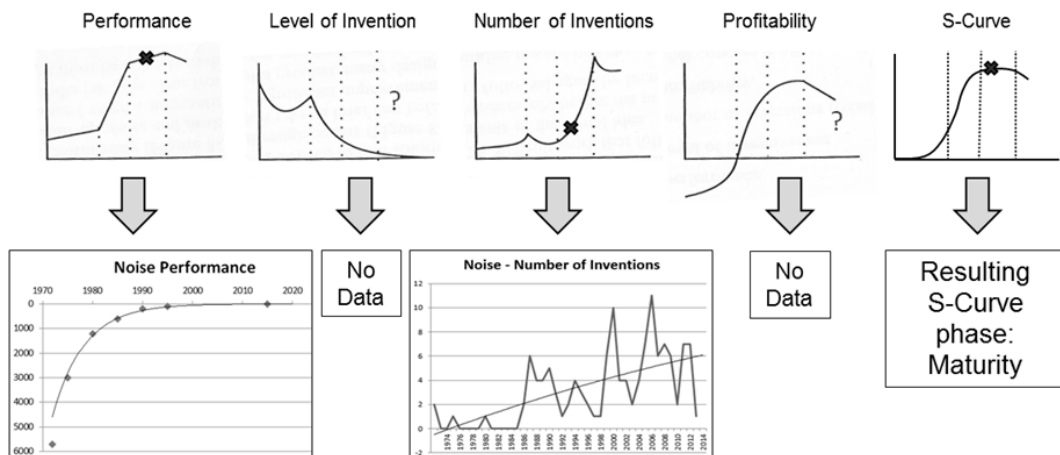 Performance
Level of Invention
Number of Inventions
Profitability
S-Curve
?
?
Noise Performance
1970 1980 1990 2000 2010 2020
0
1000
2000
3000
4000
5000
6000
No
Data
Noise - Number of Inventions
12
10
8
6
4
2
0
-2
1974 1976 1978 1980 1982 1984 1986 1988 1990 1992 1994 1996 1998 2000 2002 2004 2006 2008 2010 2012 2014
No
Data
Resulting
S-Curve
phase:
Maturity